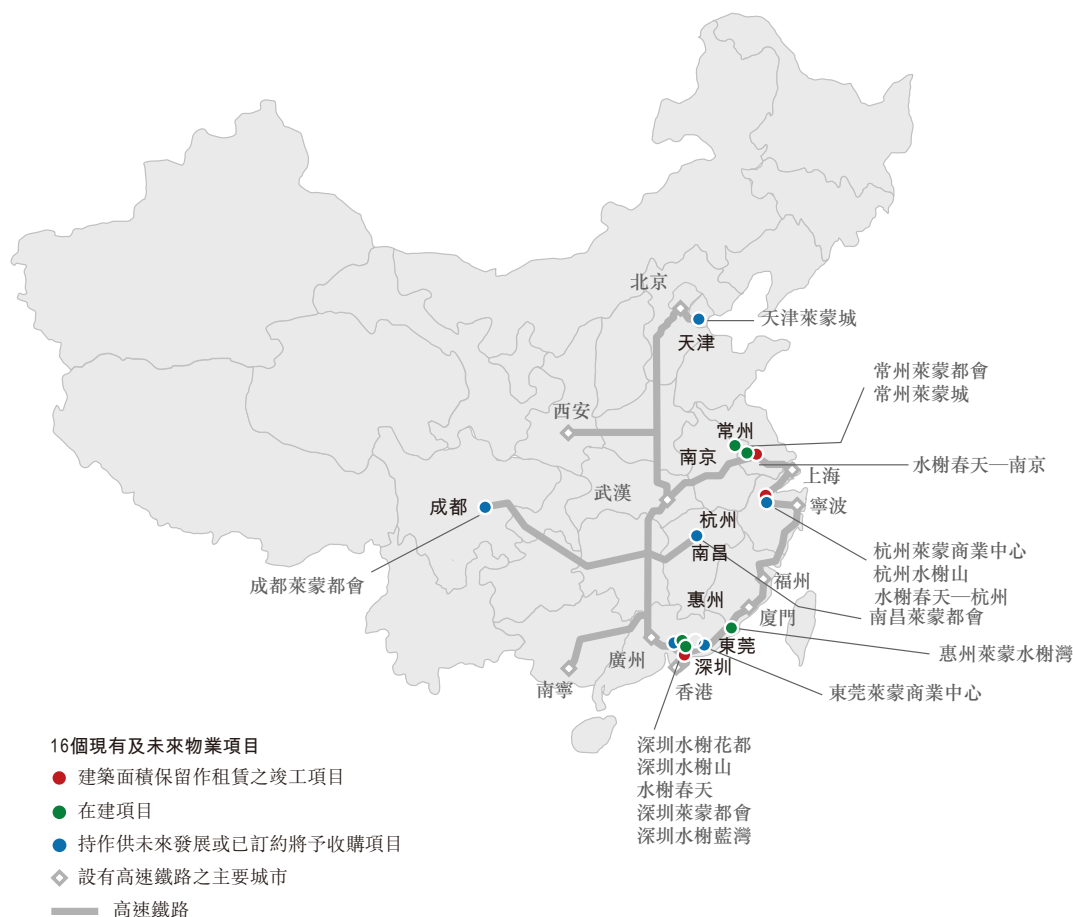 北京
天津萊蒙城
天津
常州萊蒙都會
常州萊蒙城
西安
常州
南京
水榭春天—南京
上海
武漢
成都
寧波
杭州
南昌
杭州萊蒙商業中心
杭州水榭山
水榭春天—杭州
成都萊蒙都會
福州
惠州
南昌萊蒙都會
廈門
東莞
惠州萊蒙水榭灣
廣州
深圳
南寧
香港
東莞萊蒙商業中心
深圳水榭花都
深圳水榭山
水榭春天
深圳萊蒙都會
深圳水榭藍灣
16個現有及未來物業項目
建築面積保留作租賃之竣工項目
在建項目
持作供未來發展或已訂約將予收購項目
設有高速鐵路之主要城市
高速鐵路